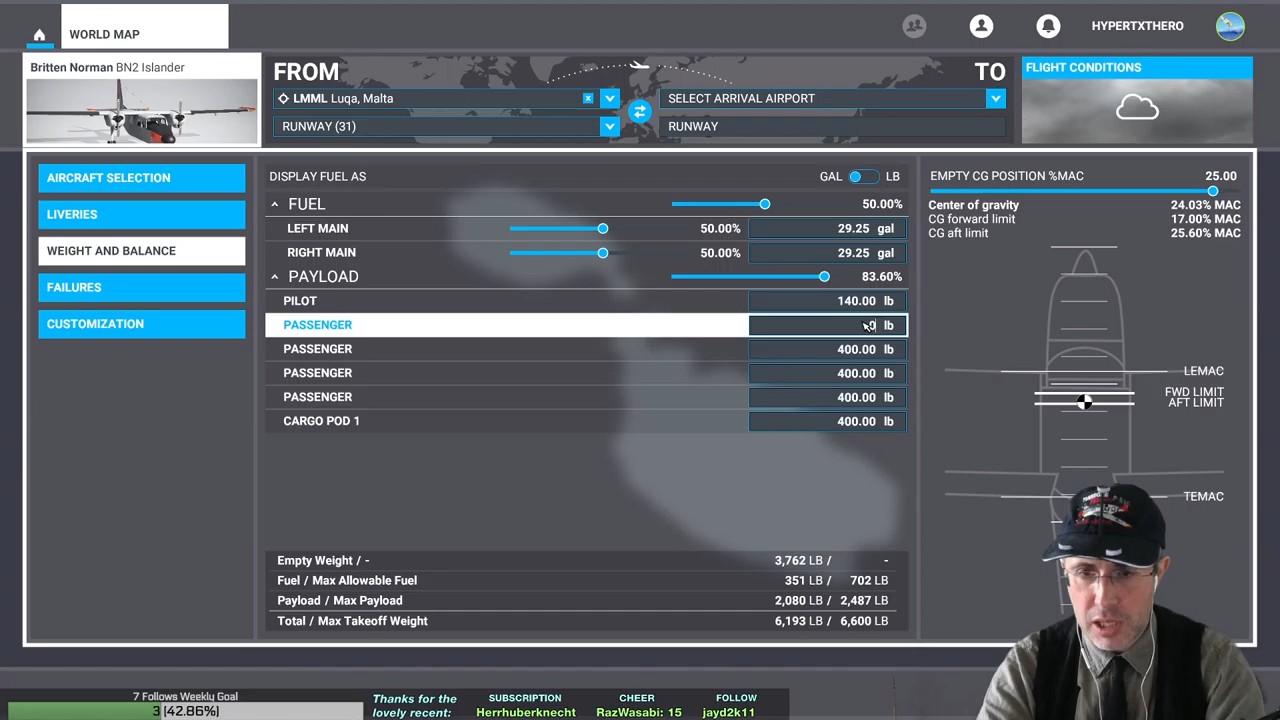 WORLD MAP
HYPERTXTHERO
Britten Norman BN2 Islander
FROM
TO
LMML Luqa, Malta
x
SELECT ARRIVAL AIRPORT
RUNWAY (31)
RUNWAY
FLIGHT CONDITIONS
AIRCRAFT SELECTION
LIVERIES
WEIGHT AND BALANCE
FAILURES
CUSTOMIZATION
DISPLAY FUEL AS GAL LB
FUEL 50.00%
LEFT MAIN 50.00% 29.25 gal
RIGHT MAIN 50.00% 29.25 gal
PAYLOAD 83.60%
PILOT 140.00 lb
PASSENGER 0 lb
PASSENGER 400.00 lb
PASSENGER 400.00 lb
PASSENGER 400.00 lb
CARGO POD 1 400.00 lb
Empty Weight / - 3,762 LB / -
Fuel / Max Allowable Fuel 351 LB / 702 LB
Payload / Max Payload 2,080 LB / 2,487 LB
Total / Max Takeoff Weight 6,193 LB / 6,600 LB
EMPTY CG POSITION %MAC 25.00
Center of gravity 24.03% MAC
CG forward limit 17.00% MAC
CG aft limit 25.60% MAC
LEMAC
FWD LIMIT
AFT LIMIT
TEMAC
7 Follows Weekly Goal
3 (42.86%)
Thanks for the
lovely recent:
SUBSCRIPTION
Herrhuberknecht
CHEER
RazWasabi: 15
FOLLOW
jayd2k11